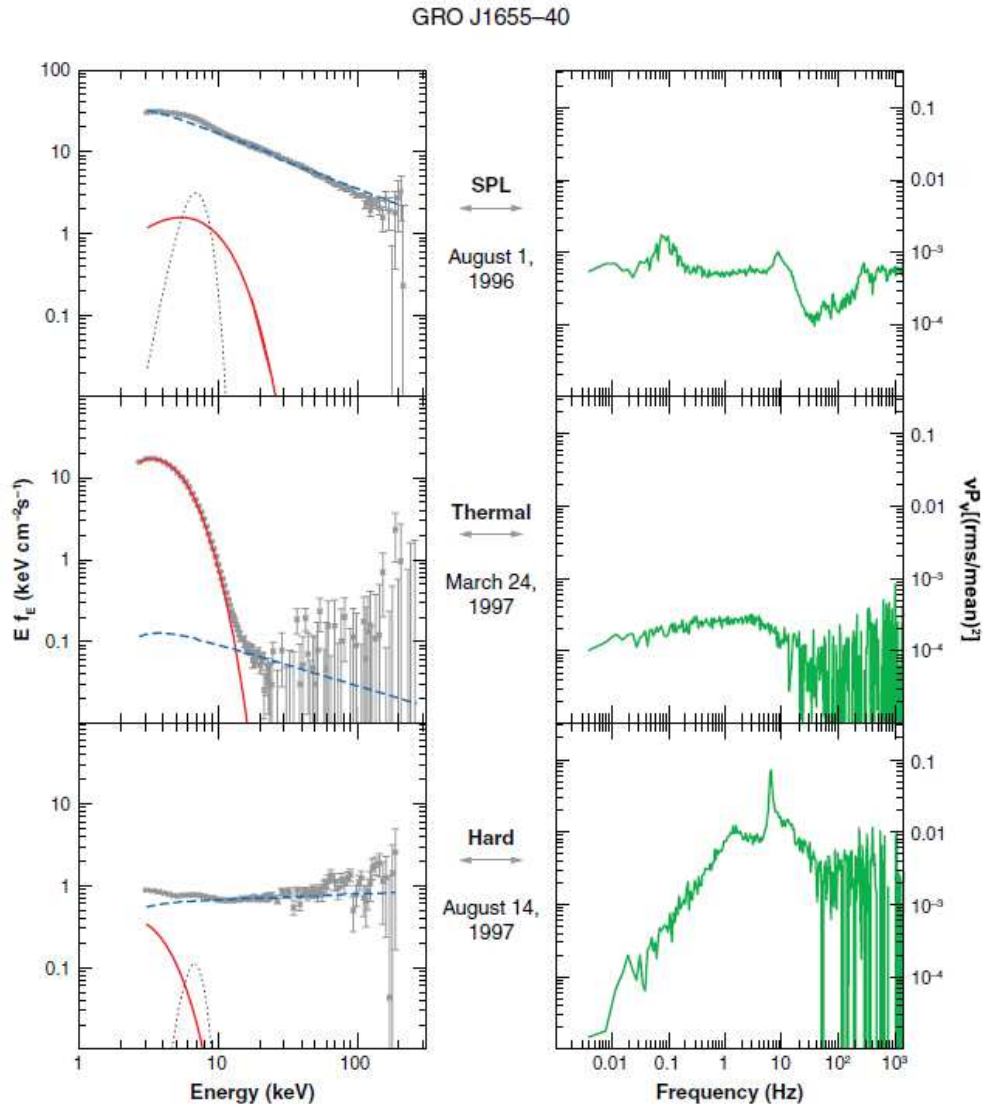 GRO J1655–40
100
10
1
0.1
SPL
August 1,
1996
0.1
0.01
10⁻³
10⁻⁴
10
1
0.1
Thermal
March 24,
1997
0.1
0.01
10⁻³
10⁻⁴
1
0.1
Hard
August 14,
1997
0.1
0.01
10⁻³
10⁻⁴
E f_E (keV cm⁻²s⁻¹)
νP_ν[(rms/mean)²]
1 10 100
0.01 0.1 1 10 10² 10³
Energy (keV)
Frequency (Hz)